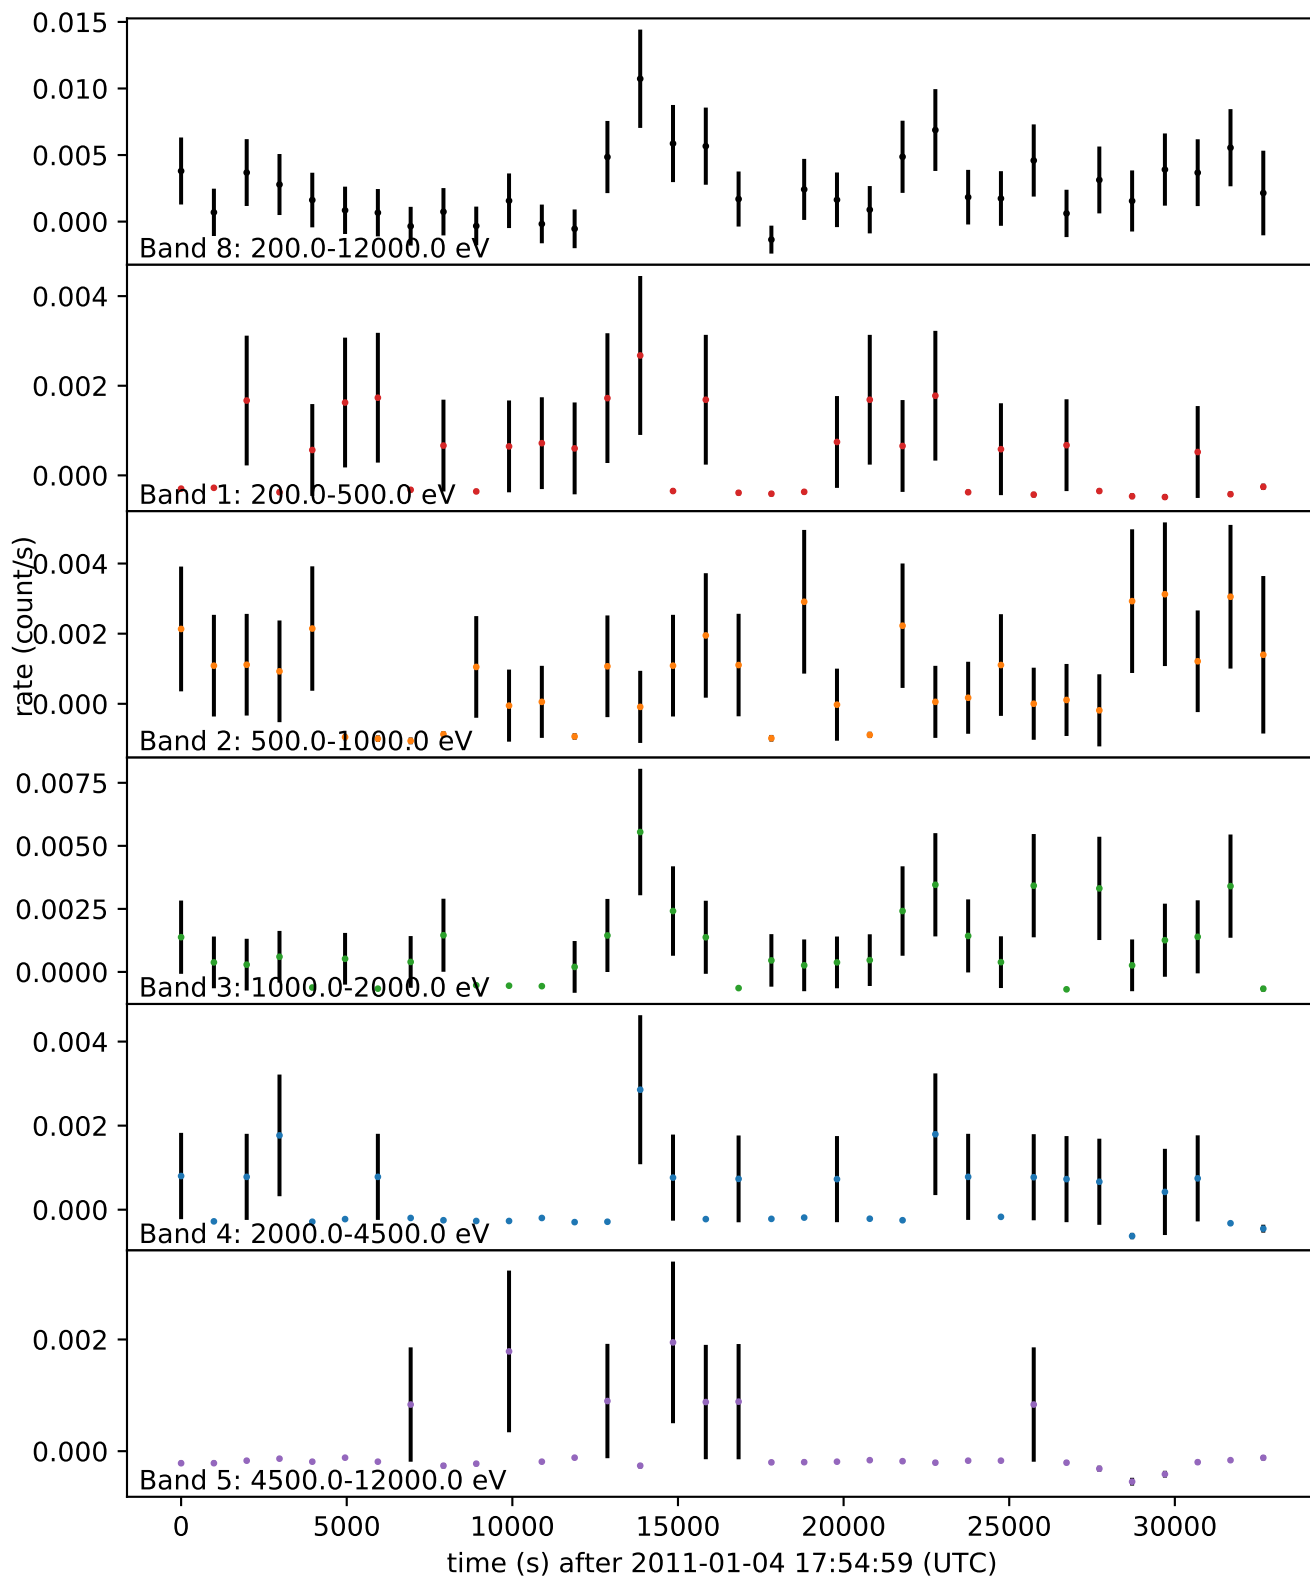 0.015
0.010
0.005
0.000
Band 8: 200.0-12000.0 eV
0.004
0.002
0.000
Band 1: 200.0-500.0 eV
rate (count/s)
0.004
0.002
0.000
Band 2: 500.0-1000.0 eV
0.0075
0.0050
0.0025
0.0000
Band 3: 1000.0-2000.0 eV
0.004
0.002
0.000
Band 4: 2000.0-4500.0 eV
0.002
0.000
Band 5: 4500.0-12000.0 eV
0 5000 10000 15000 20000 25000 30000
time (s) after 2011-01-04 17:54:59 (UTC)